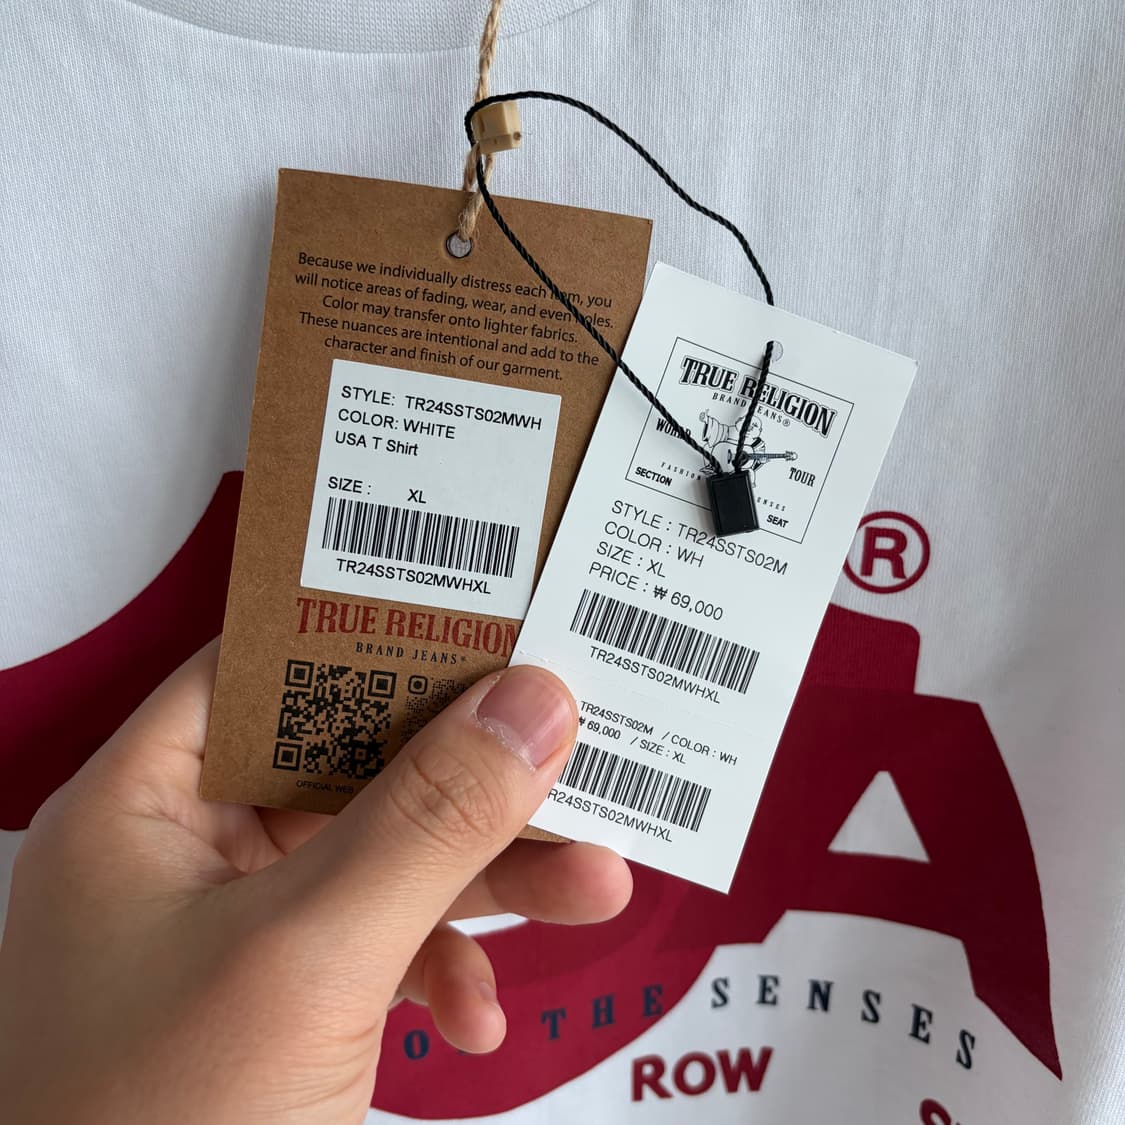 Because we individually distress each item, you
will notice areas of fading, wear, and even holes.
Color may transfer onto lighter fabrics.
These nuances are intentional and add to the
character and finish of our garment.
STYLE: TR24SSTS02MWH
COLOR: WHITE
USA T Shirt
SIZE : XL
TR24SSTS02MWHXL
TRUE RELIGION
BRAND JEANS®
OFFICIAL WEB
TRUE RELIGION
BRAND JEANS®
WORLD TOUR
FASHION SENSES
SECTION SEAT
STYLE : TR24SSTS02M
COLOR : WH
SIZE : XL
PRICE : ₩ 69,000
TR24SSTS02MWHXL
TR24SSTS02M / COLOR : WH
₩ 69,000 / SIZE : XL
TR24SSTS02MWHXL
®
THE SENSES
ROW